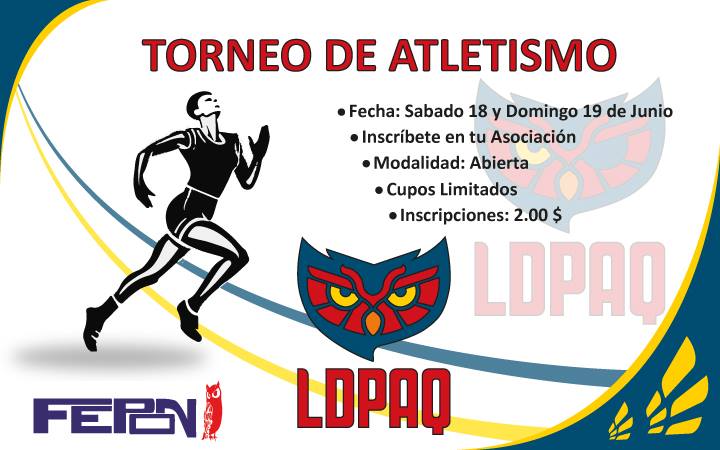 TORNEO DE ATLETISMO
• Fecha: Sabado 18 y Domingo 19 de Junio
• Inscríbete en tu Asociación
• Modalidad: Abierta
• Cupos Limitados
• Inscripciones: 2.00 $
LDPAQ
LDPAQ
FEPON